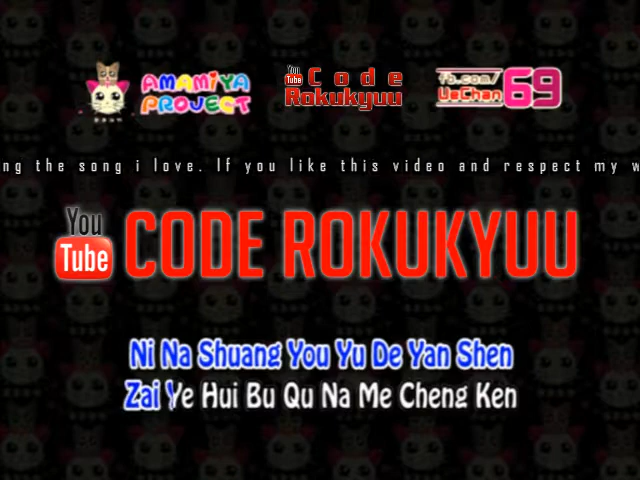 AMAMIYA
PROJECT
You
Tube
Code
Rokukyuu
fb.com/
UeChan
69
ng the song i love. If you like this video and respect my w
You
Tube
CODE ROKUKYUU
Ni Na Shuang You Yu De Yan Shen
Zai Ye Hui Bu Qu Na Me Cheng Ken